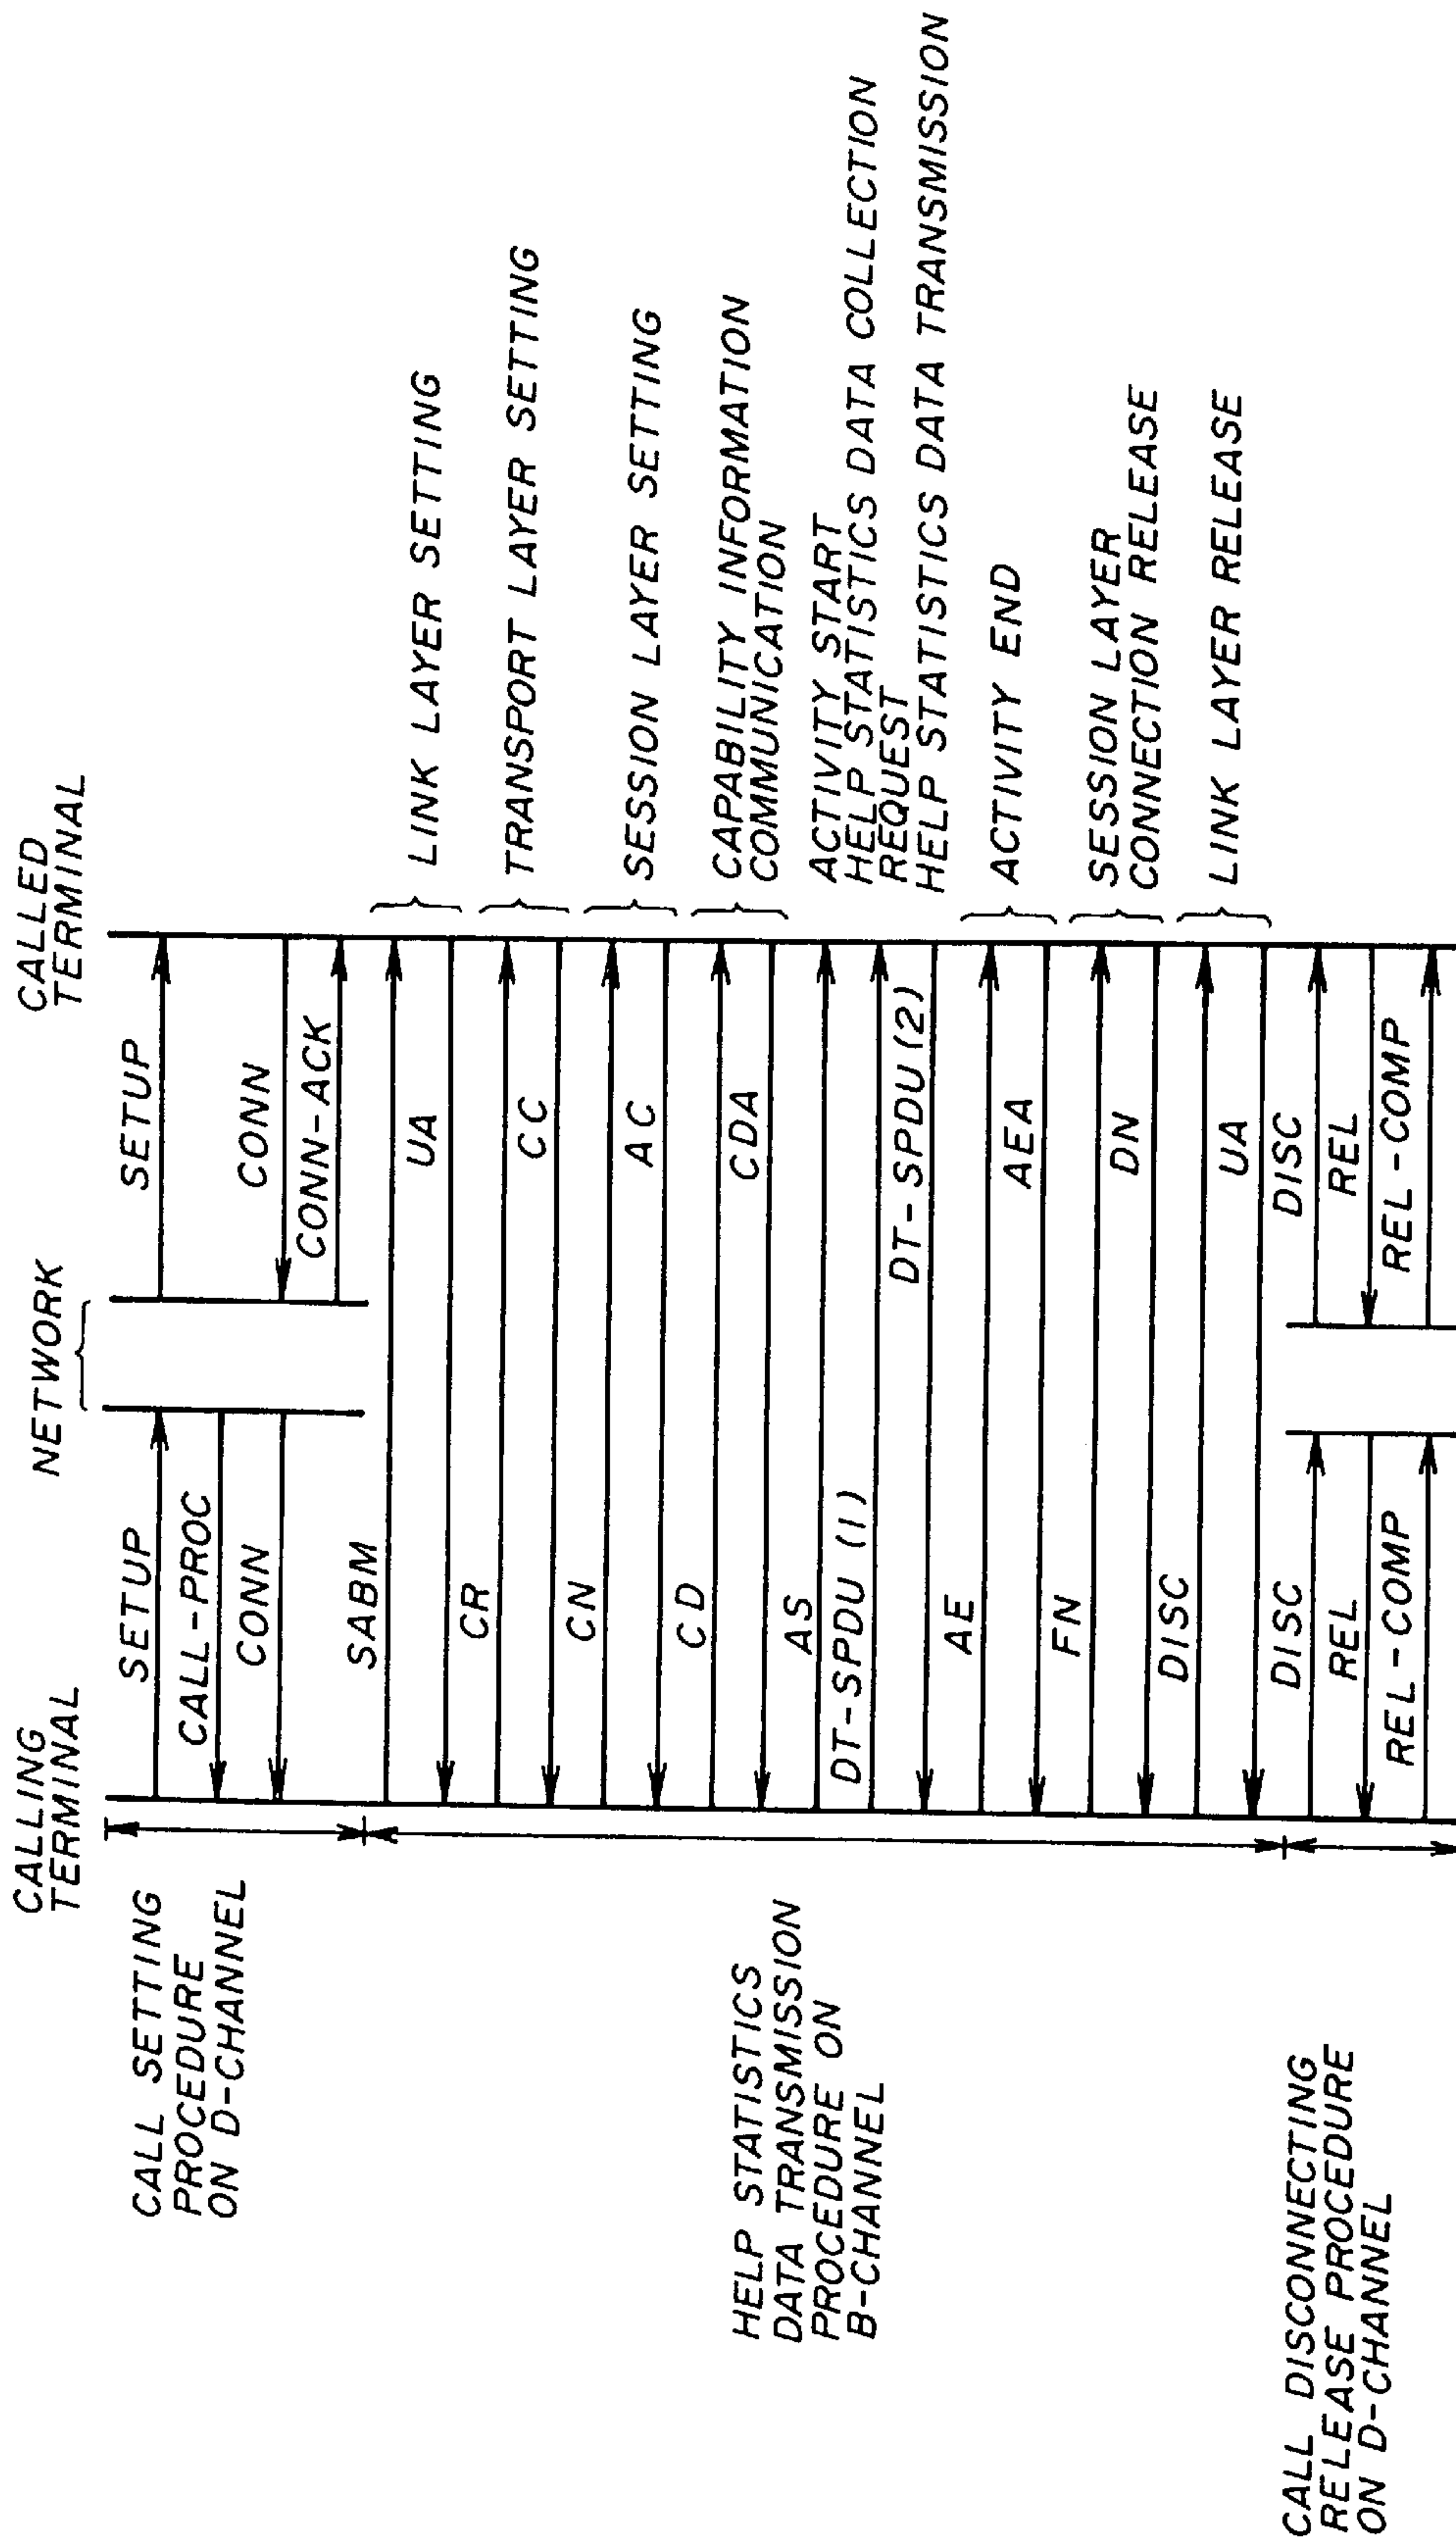 CALLING
TERMINAL
NETWORK
CALLED
TERMINAL
CALL SETTING
PROCEDURE
ON D-CHANNEL
SETUP
SETUP
CALL-PROC
CONN
CONN
CONN-ACK
SABM
UA
LINK LAYER SETTING
CR
CC
TRANSPORT LAYER SETTING
CN
AC
SESSION LAYER SETTING
HELP STATISTICS
DATA TRANSMISSION
PROCEDURE ON
B-CHANNEL
CD
CDA
CAPABILITY INFORMATION
COMMUNICATION
AS
ACTIVITY START
DT-SPDU (1)
HELP STATISTICS DATA COLLECTION
REQUEST
DT-SPDU (2)
HELP STATISTICS DATA TRANSMISSION
AE
AEA
ACTIVITY END
FN
DN
SESSION LAYER
CONNECTION RELEASE
DISC
UA
LINK LAYER RELEASE
CALL DISCONNECTING
RELEASE PROCEDURE
ON D-CHANNEL
DISC
DISC
REL
REL
REL-COMP
REL-COMP